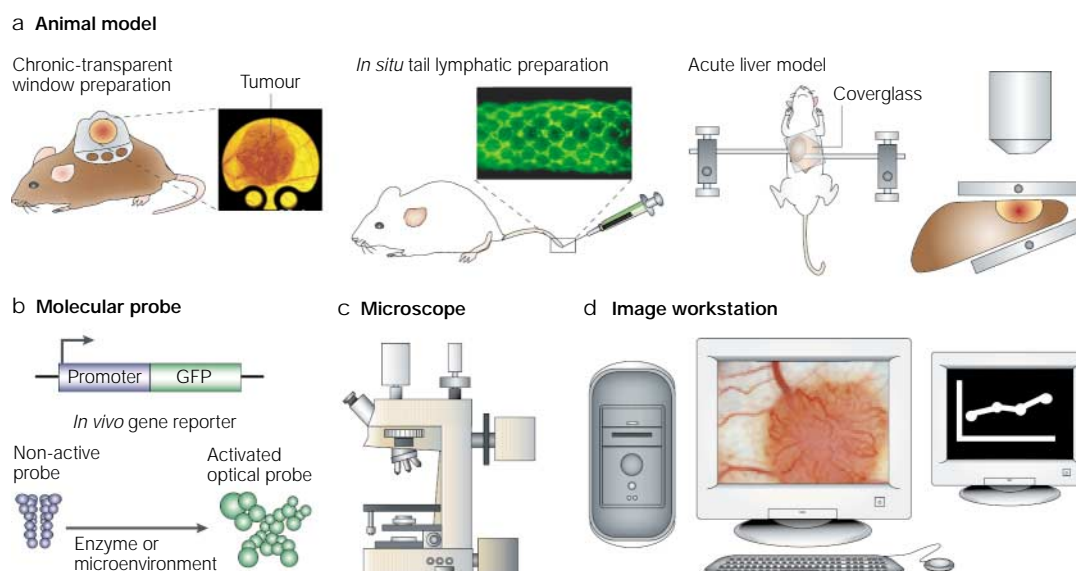 a Animal model
Chronic-transparent
window preparation
Tumour
In situ tail lymphatic preparation
Acute liver model
Coverglass
b Molecular probe
Promoter GFP
In vivo gene reporter
Non-active
probe
Activated
optical probe
Enzyme or
microenvironment
c Microscope
d Image workstation